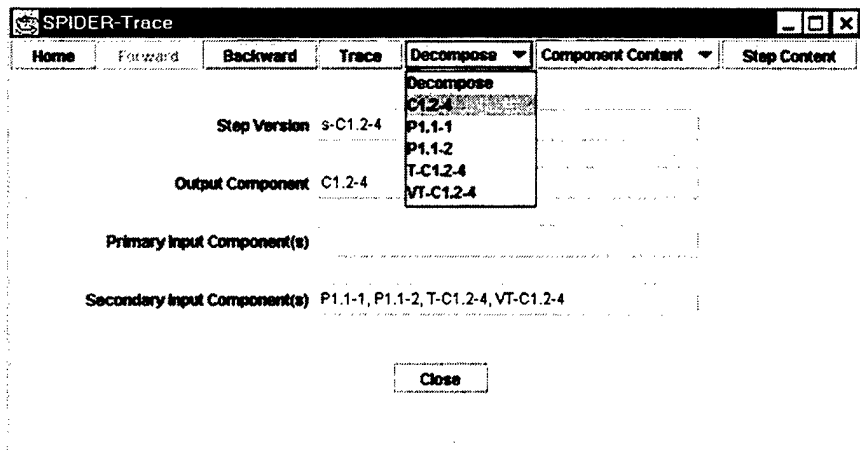 SPIDER-Trace
Home Forward Backward Trace Decompose Component Content Step Content
Decompose
C1.2-4
P1.1-1
P1.1-2
T-C1.2-4
VT-C1.2-4
Step Version s-C1.2-4
Output Component C1.2-4
Primary Input Component(s)
Secondary Input Component(s) P1.1-1, P1.1-2, T-C1.2-4, VT-C1.2-4
Close